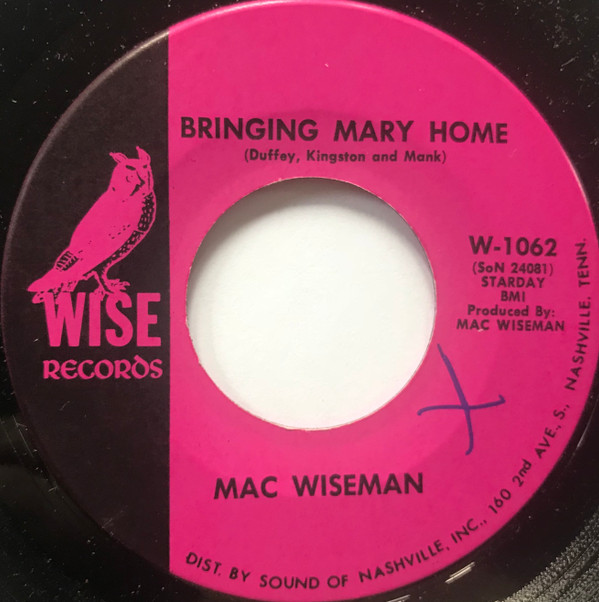 BRINGING MARY HOME
(Duffey, Kingston and Mank)
W-1062
(SoN 24081)
STARDAY
BMI
Produced By:
MAC WISEMAN
WISE
RECORDS
MAC WISEMAN
DIST. BY SOUND OF NASHVILLE, INC., 160 2nd AVE., S., NASHVILLE, TENN.